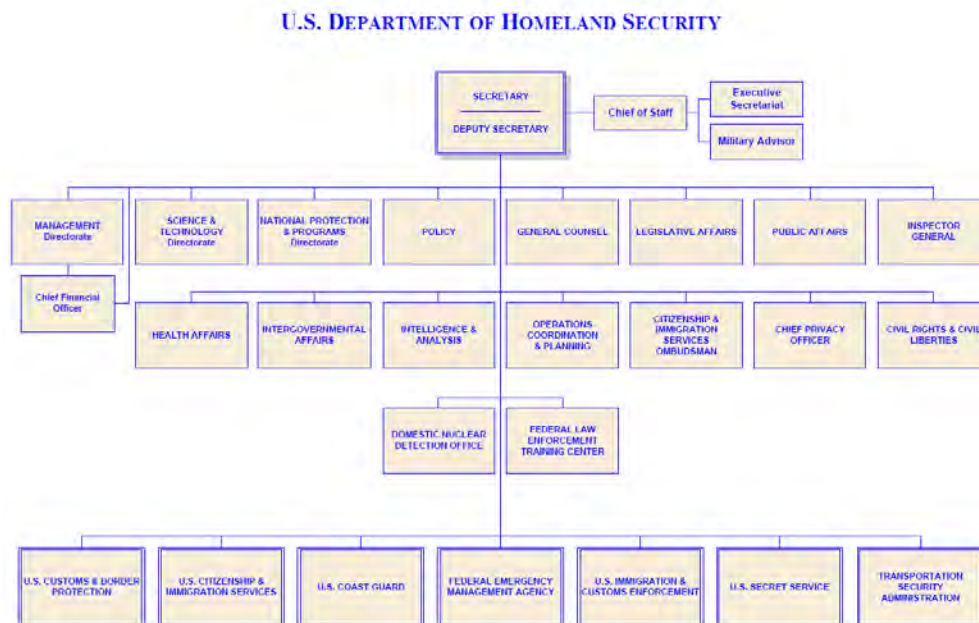 U.S. DEPARTMENT OF HOMELAND SECURITY
SECRETARY
DEPUTY SECRETARY
Chief of Staff
Executive
Secretariat
Military Advisor
MANAGEMENT
Directorate
SCIENCE &
TECHNOLOGY
Directorate
NATIONAL PROTECTION
& PROGRAMS
Directorate
POLICY
GENERAL COUNSEL
LEGISLATIVE AFFAIRS
PUBLIC AFFAIRS
INSPECTOR
GENERAL
Chief Financial
Officer
HEALTH AFFAIRS
INTERGOVERNMENTAL
AFFAIRS
INTELLIGENCE &
ANALYSIS
OPERATIONS
COORDINATION
& PLANNING
CITIZENSHIP &
IMMIGRATION
SERVICES
OMBUDSMAN
CHIEF PRIVACY
OFFICER
CIVIL RIGHTS & CIVIL
LIBERTIES
DOMESTIC NUCLEAR
DETECTION OFFICE
FEDERAL LAW
ENFORCEMENT
TRAINING CENTER
U.S. CUSTOMS & BORDER
PROTECTION
U.S. CITIZENSHIP &
IMMIGRATION SERVICES
U.S. COAST GUARD
FEDERAL EMERGENCY
MANAGEMENT AGENCY
U.S. IMMIGRATION &
CUSTOMS ENFORCEMENT
U.S. SECRET SERVICE
TRANSPORTATION
SECURITY
ADMINISTRATION